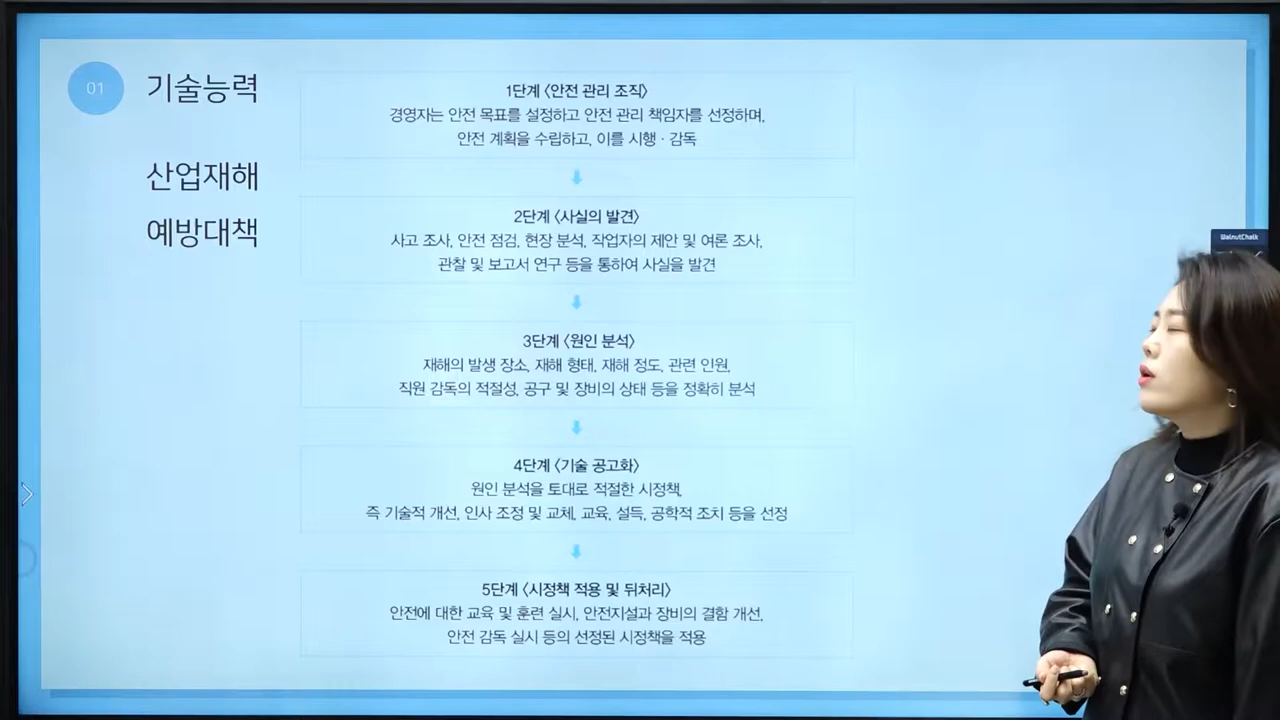 01
기술능력
산업재해
예방대책
1단계 〈안전 관리 조직〉
경영자는 안전 목표를 설정하고 안전 관리 책임자를 선정하며,
안전 계획을 수립하고, 이를 시행 · 감독
2단계 〈사실의 발견〉
사고 조사, 안전 점검, 현장 분석, 작업자의 제안 및 여론 조사,
관찰 및 보고서 연구 등을 통하여 사실을 발견
3단계 〈원인 분석〉
재해의 발생 장소, 재해 형태, 재해 정도, 관련 인원,
직원 감독의 적절성, 공구 및 장비의 상태 등을 정확히 분석
4단계 〈기술 공고화〉
원인 분석을 토대로 적절한 시정책,
즉 기술적 개선, 인사 조정 및 교체, 교육, 설득, 공학적 조치 등을 선정
5단계 〈시정책 적용 및 뒤처리〉
안전에 대한 교육 및 훈련 실시, 안전지설과 장비의 결함 개선,
안전 감독 실시 등의 선정된 시정책을 적용
WalnutChalk